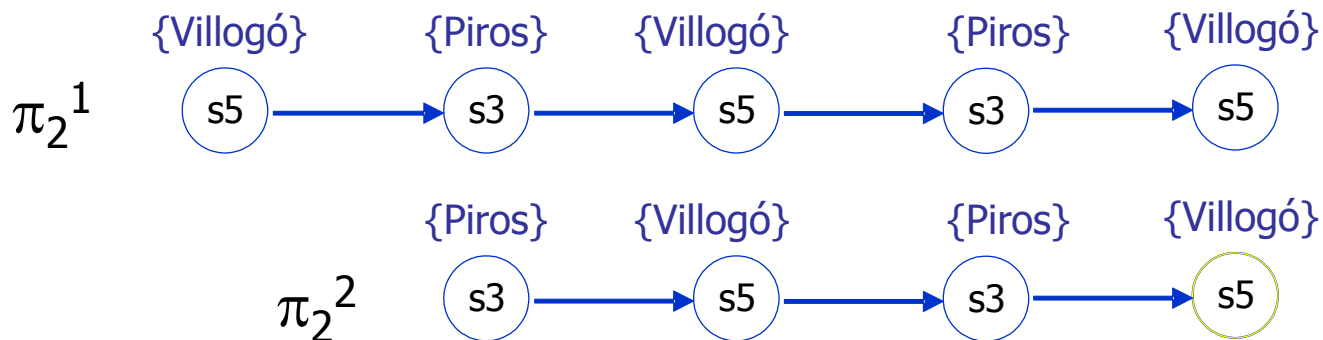 {Villogó} {Piros} {Villogó} {Piros} {Villogó}
π₂¹ s5 s3 s5 s3 s5
{Piros} {Villogó} {Piros} {Villogó}
π₂² s3 s5 s3 s5